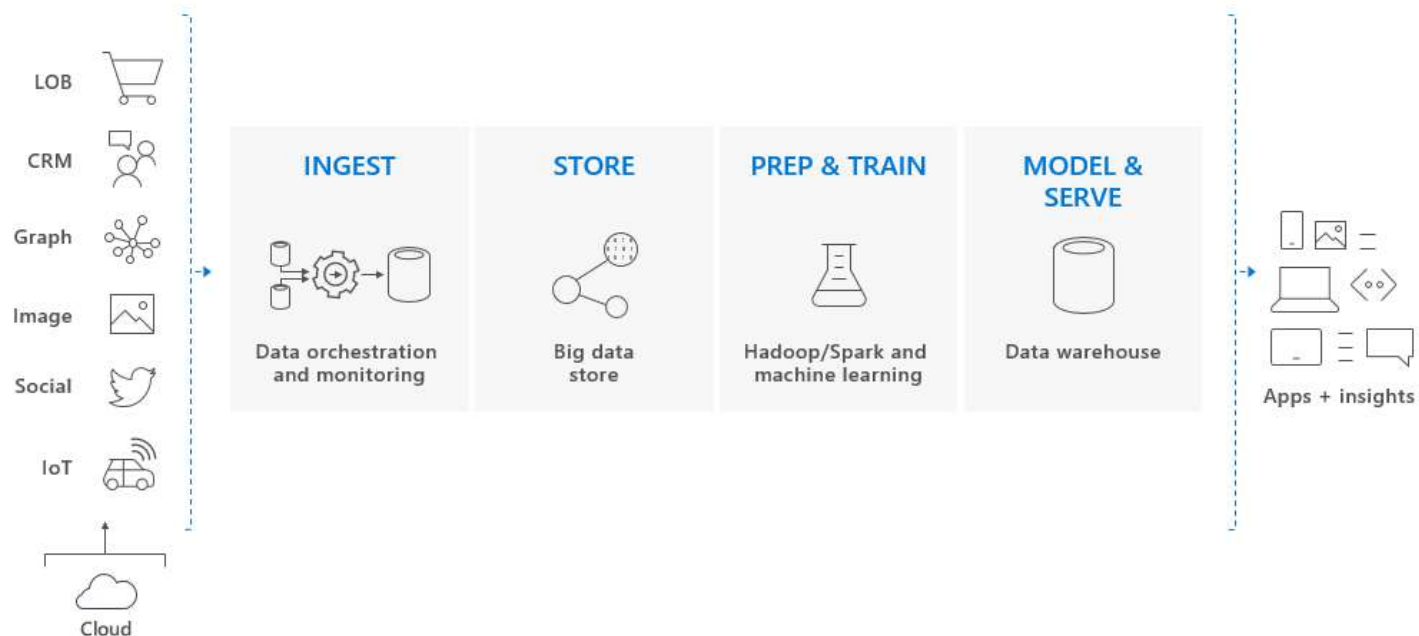 LOB
CRM
Graph
Image
Social
IoT
Cloud
INGEST
Data orchestration
and monitoring
STORE
Big data
store
PREP & TRAIN
Hadoop/Spark and
machine learning
MODEL &
SERVE
Data warehouse
Apps + insights